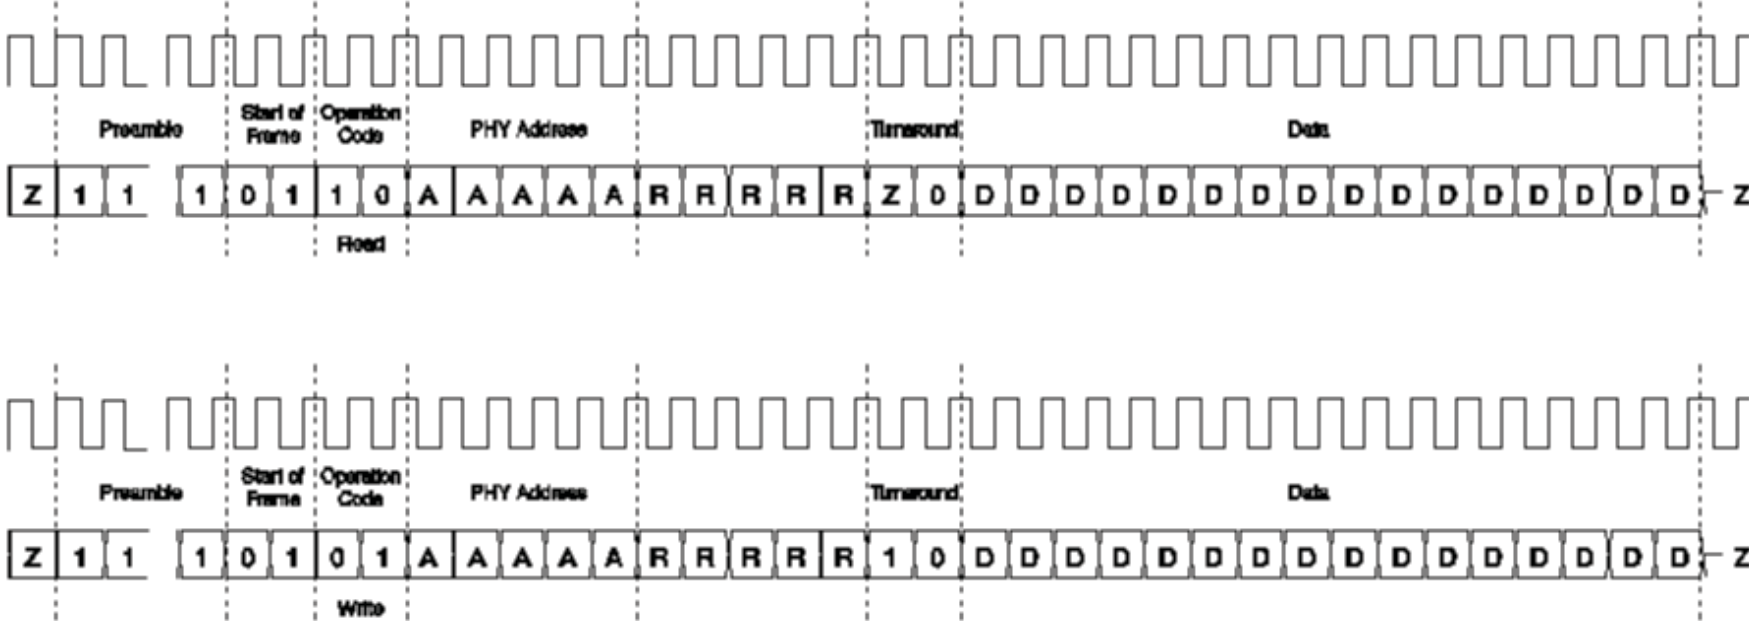 Preamble Start of Frame Operation Code PHY Address Turnaround Data
Z 1 1 1 0 1 1 0 A A A A A R R R R R Z 0 D D D D D D D D D D D D D D D D Z
Read
Preamble Start of Frame Operation Code PHY Address Turnaround Data
Z 1 1 1 0 1 0 1 A A A A A R R R R R 1 0 D D D D D D D D D D D D D D D D Z
Write